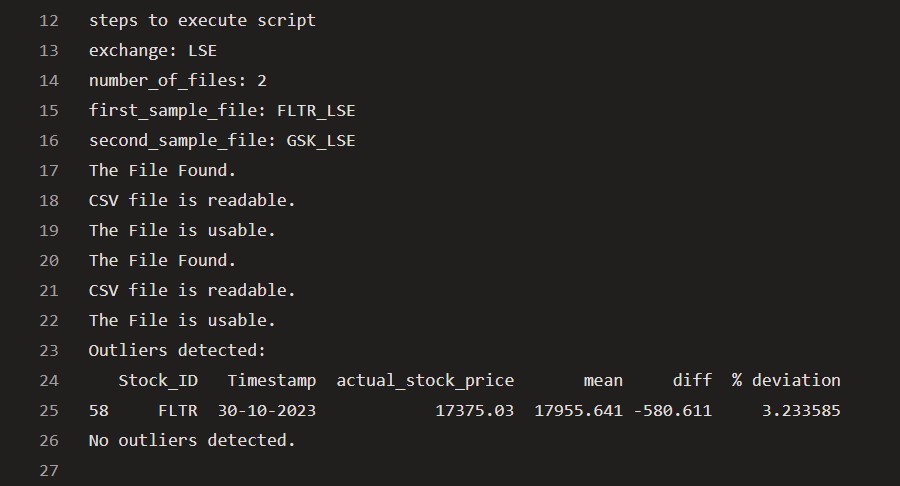 12 steps to execute script
13 exchange: LSE
14 number_of_files: 2
15 first_sample_file: FLTR_LSE
16 second_sample_file: GSK_LSE
17 The File Found.
18 CSV file is readable.
19 The File is usable.
20 The File Found.
21 CSV file is readable.
22 The File is usable.
23 Outliers detected:
24 Stock_ID Timestamp actual_stock_price mean diff % deviation
25 58 FLTR 30-10-2023 17375.03 17955.641 -580.611 3.233585
26 No outliers detected.
27